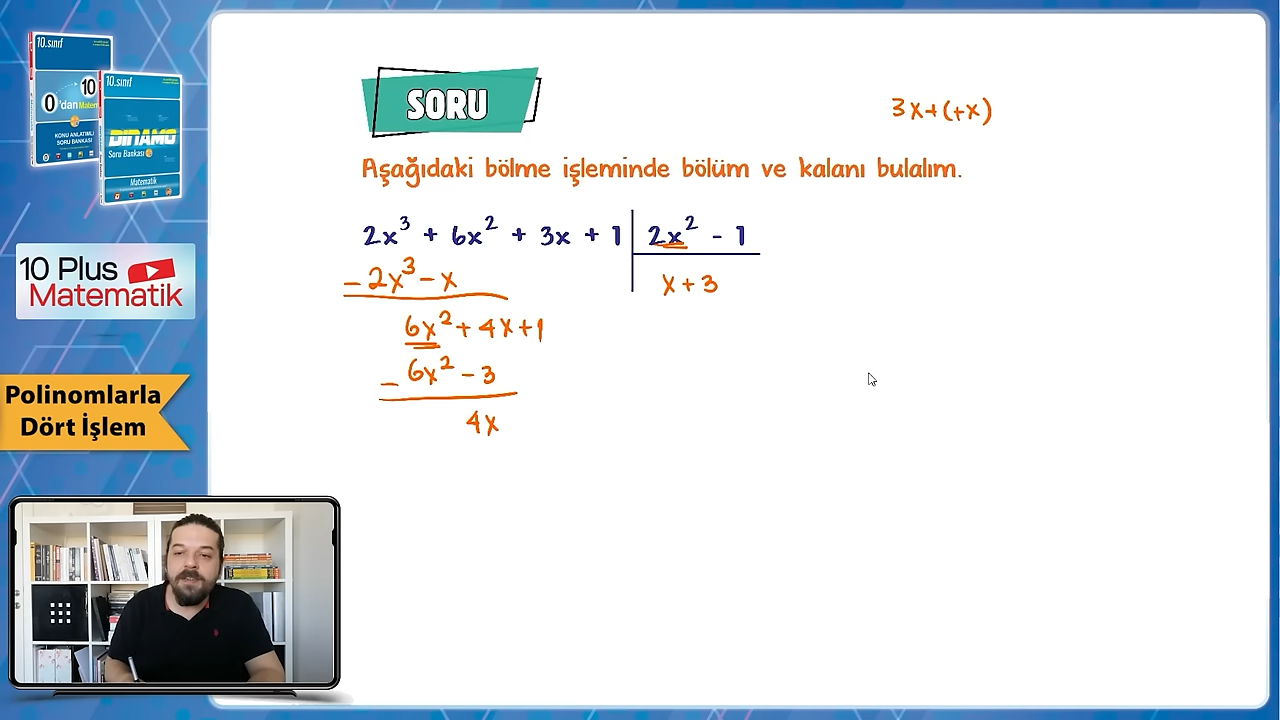 10.sınıf
0'dan 10
KONU ANLATIMLI
SORU BANKASI
10.sınıf
DİNAMO
Soru Bankası
Matematik
10 Plus
Matematik
Polinomlarla
Dört İşlem
SORU
3x+(+x)
Aşağıdaki bölme işleminde bölüm ve kalanı bulalım.
2x³ + 6x² + 3x + 1 | 2x² - 1
- 2x³ - x
x + 3
6x² + 4x + 1
- 6x² - 3
4x